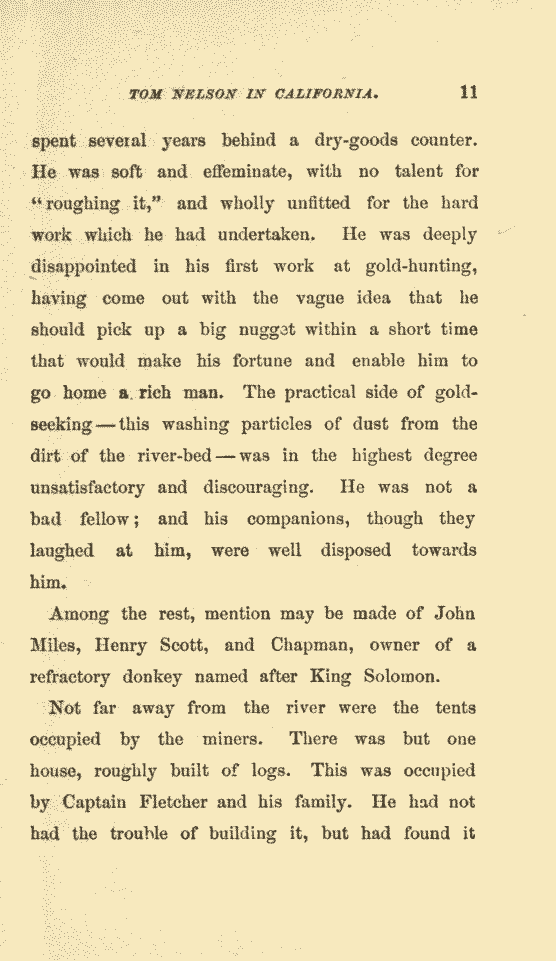 TOM NELSON IN CALIFORNIA. 11
spent several years behind a dry-goods counter.
He was soft and effeminate, with no talent for
“roughing it,” and wholly unfitted for the hard
work which he had undertaken. He was deeply
disappointed in his first work at gold-hunting,
having come out with the vague idea that he
should pick up a big nugget within a short time
that would make his fortune and enable him to
go home a rich man. The practical side of gold-
seeking—this washing particles of dust from the
dirt of the river-bed—was in the highest degree
unsatisfactory and discouraging. He was not a
bad fellow; and his companions, though they
laughed at him, were well disposed towards
him.
Among the rest, mention may be made of John
Miles, Henry Scott, and Chapman, owner of a
refractory donkey named after King Solomon.
Not far away from the river were the tents
occupied by the miners. There was but one
house, roughly built of logs. This was occupied
by Captain Fletcher and his family. He had not
had the trouble of building it, but had found it